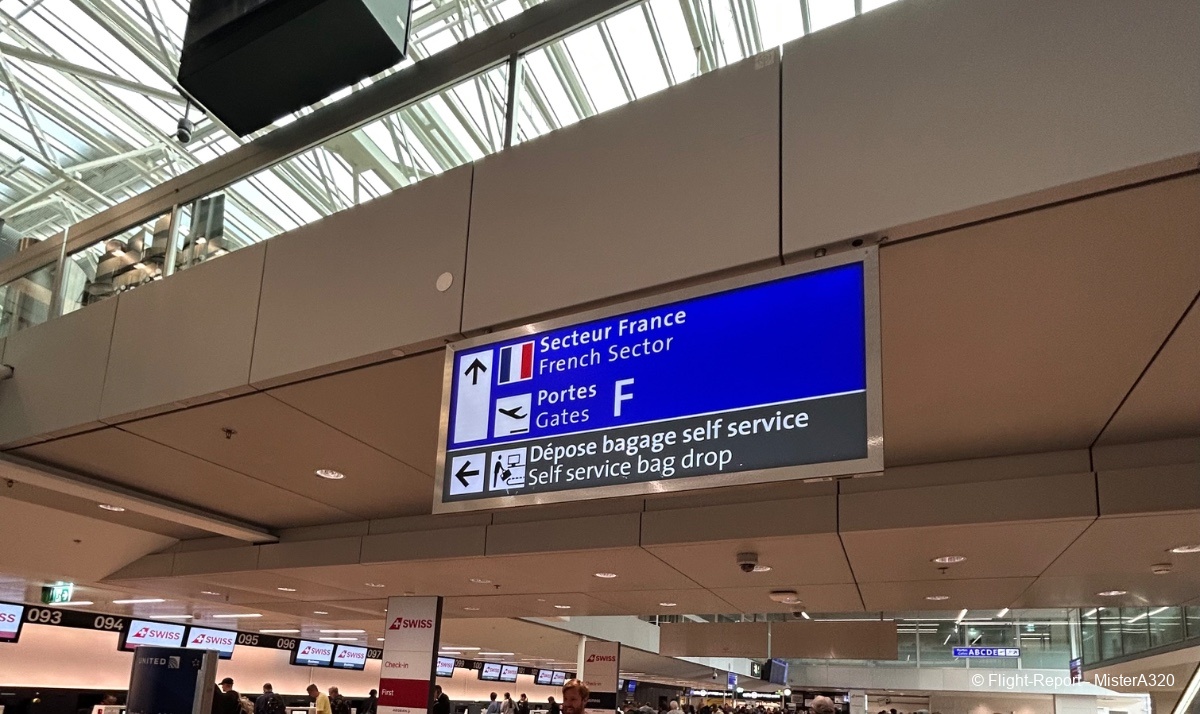 Secteur France
French Sector
Portes
Gates
F
Dépose bagage self service
Self service bag drop
093
094
095
096
097
SWISS
SWISS
SWISS
SWISS
UNITED
SWISS
Check-in
First
SWISS
ABCDE
© Flight-Report - MisterA320